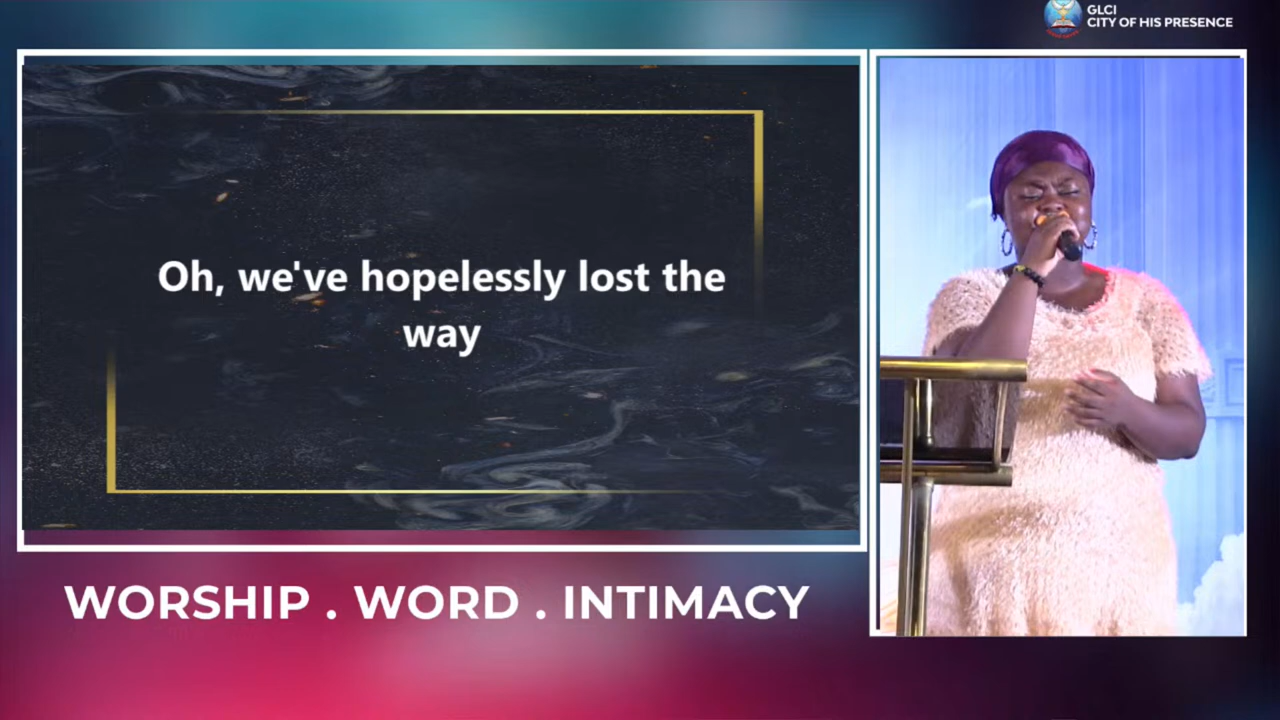 GLCI
CITY OF HIS PRESENCE
Oh, we've hopelessly lost the
way
WORSHIP . WORD . INTIMACY